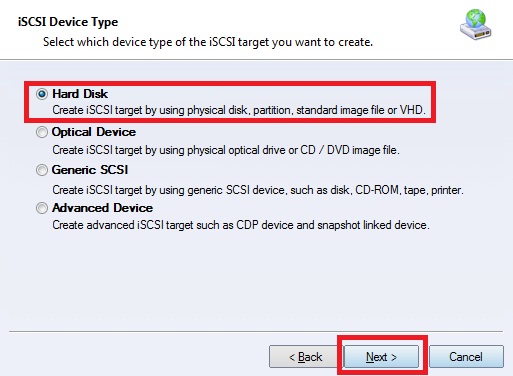 iSCSI Device Type
Select which device type of the iSCSI target you want to create.
Hard Disk
Create iSCSI target by using physical disk, partition, standard image file or VHD.
Optical Device
Create iSCSI target by using physical optical drive or CD / DVD image file.
Generic SCSI
Create iSCSI target by using generic SCSI device, such as disk, CD-ROM, tape, printer.
Advanced Device
Create advanced iSCSI target such as CDP device and snapshot linked device.
< Back Next > Cancel